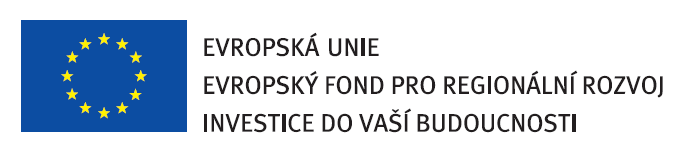 EVROPSKÁ UNIE
EVROPSKÝ FOND PRO REGIONÁLNÍ ROZVOJ
INVESTICE DO VAŠÍ BUDOUCNOSTI